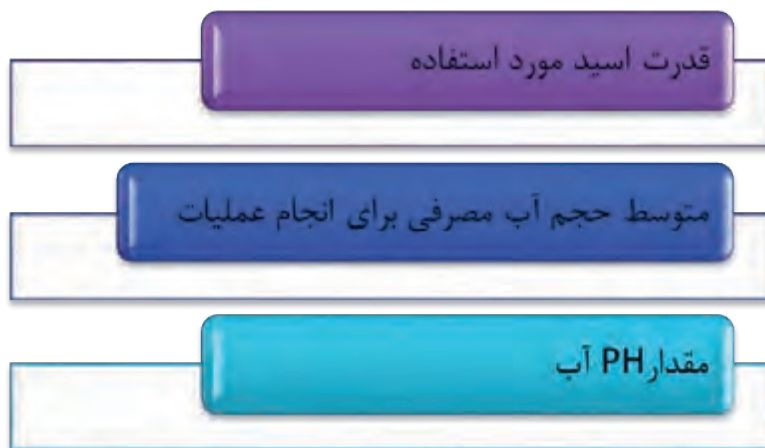 قدرت اسید مورد استفاده
متوسط حجم آب مصرفی برای انجام عملیات
مقدارPH آب